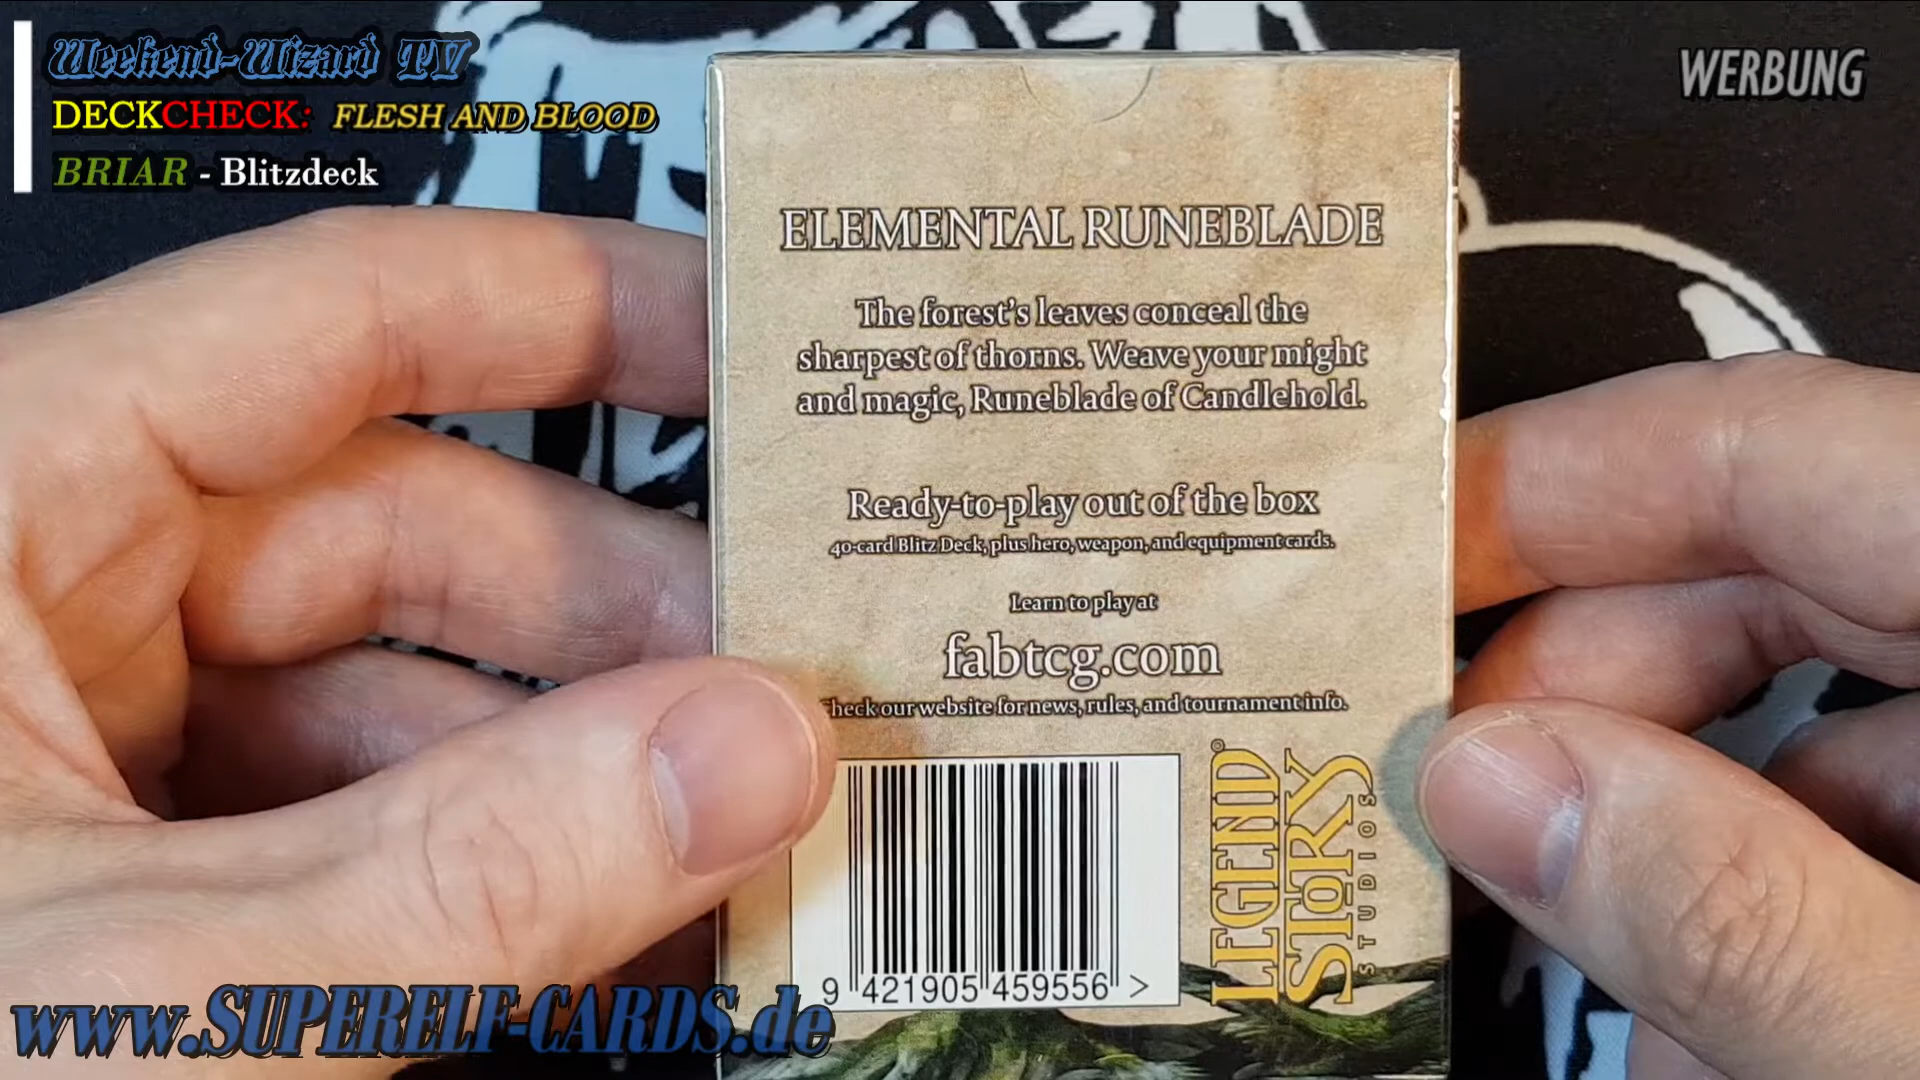 Weekend-Wizard TV
DECKCHECK: FLESH AND BLOOD
BRIAR - Blitzdeck
WERBUNG
ELEMENTAL RUNEBLADE
The forest's leaves conceal the
sharpest of thorns. Weave your might
and magic, Runeblade of Candlehold.
Ready-to-play out of the box
40-card Blitz Deck, plus hero, weapon, and equipment cards.
Learn to play at
fabtcg.com
Check our website for news, rules, and tournament info.
LEGEND
STORY
STUDIOS
9 421905 459556 >
www.SUPERELF-CARDS.de